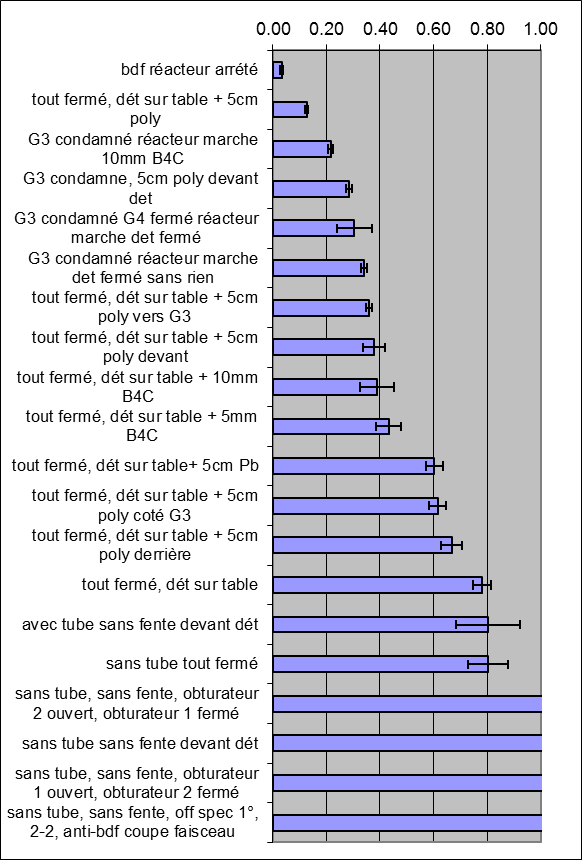 0.00 0.20 0.40 0.60 0.80 1.00
bdf réacteur arrété
tout fermé, dét sur table + 5cm
poly
G3 condamné réacteur marche
10mm B4C
G3 condamne, 5cm poly devant
det
G3 condamné G4 fermé réacteur
marche det fermé
G3 condamné réacteur marche
det fermé sans rien
tout fermé, dét sur table + 5cm
poly vers G3
tout fermé, dét sur table + 5cm
poly devant
tout fermé, dét sur table + 10mm
B4C
tout fermé, dét sur table + 5mm
B4C
tout fermé, dét sur table+ 5cm Pb
tout fermé, dét sur table + 5cm
poly coté G3
tout fermé, dét sur table + 5cm
poly derrière
tout fermé, dét sur table
avec tube sans fente devant dét
sans tube tout fermé
sans tube, sans fente, obturateur
2 ouvert, obturateur 1 fermé
sans tube sans fente devant dét
sans tube, sans fente, obturateur
1 ouvert, obturateur 2 fermé
sans tube, sans fente, off spec 1°,
2-2, anti-bdf coupe faisceau